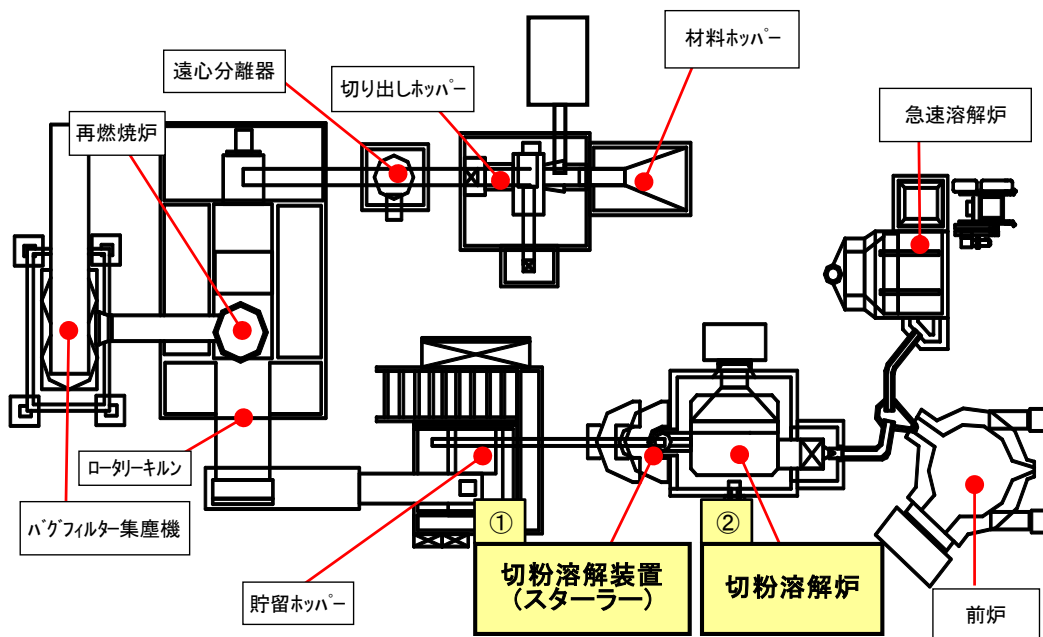 材料ホッパー
遠心分離器
切り出しホッパー
急速溶解炉
再燃焼炉
ロータリーキルン
バグフィルター集塵機
①
②
切粉溶解装置
(スターラー)
切粉溶解炉
貯留ホッパー
前炉